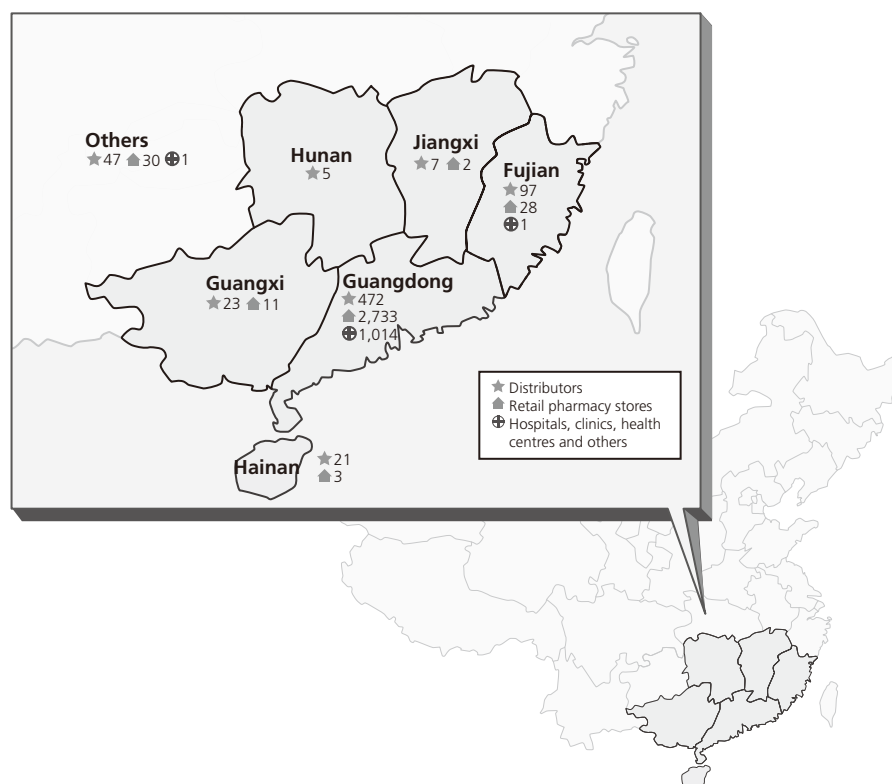 Others
47 30 1
Hunan
5
Jiangxi
7 2
Fujian
97
28
1
Guangxi
23 11
Guangdong
472
2,733
1,014
Distributors
Retail pharmacy stores
Hospitals, clinics, health
centres and others
Hainan
21
3